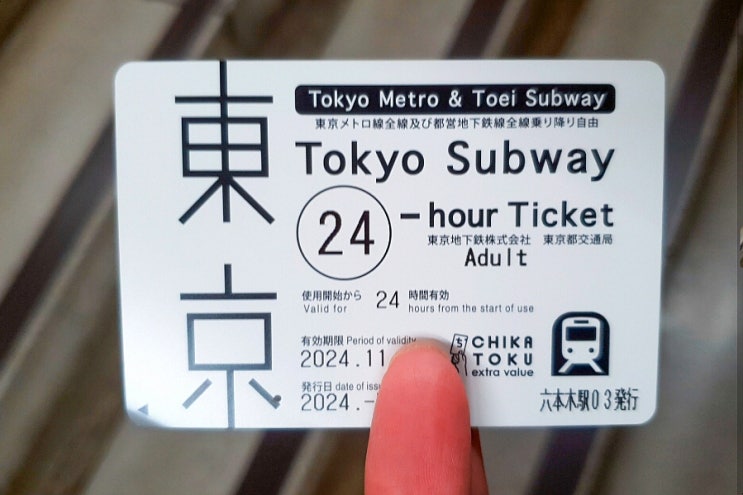 東京
Tokyo Metro & Toei Subway
東京メトロ線全線及び都営地下鉄線全線乗り降り自由
Tokyo Subway
24 -hour Ticket
東京地下鉄株式会社 東京都交通局
Adult
使用開始から 24 時間有効
Valid for hours from the start of use
有効期限 Period of validity
2024.11
CHIKA
TOKU
extra value
発行日 date of
2024.-
六本木駅03発行